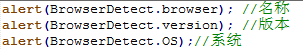 alert(BrowserDetect.browser); //名称
alert(BrowserDetect.version); //版本
alert(BrowserDetect.OS);//系统